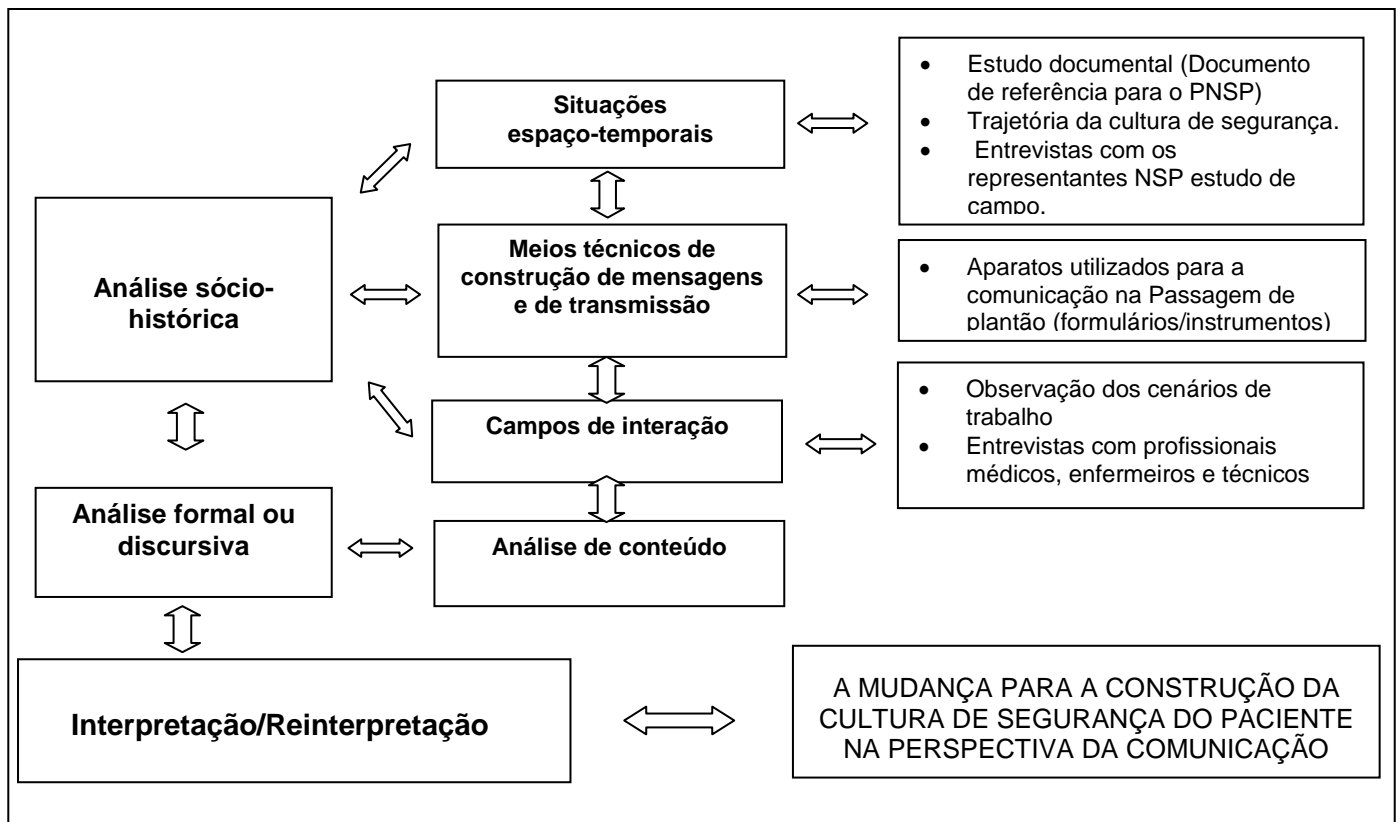 Situações
espaço-temporais
• Estudo documental (Documento
de referência para o PNSP)
• Trajetória da cultura de segurança.
• Entrevistas com os
representantes NSP estudo de
campo.
Análise sócio-
histórica
Meios técnicos de
construção de mensagens
e de transmissão
• Aparatos utilizados para a
comunicação na Passagem de
plantão (formulários/instrumentos)
Campos de interação
• Observação dos cenários de
trabalho
• Entrevistas com profissionais
médicos, enfermeiros e técnicos
Análise formal ou
discursiva
Análise de conteúdo
Interpretação/Reinterpretação
A MUDANÇA PARA A CONSTRUÇÃO DA
CULTURA DE SEGURANÇA DO PACIENTE
NA PERSPECTIVA DA COMUNICAÇÃO